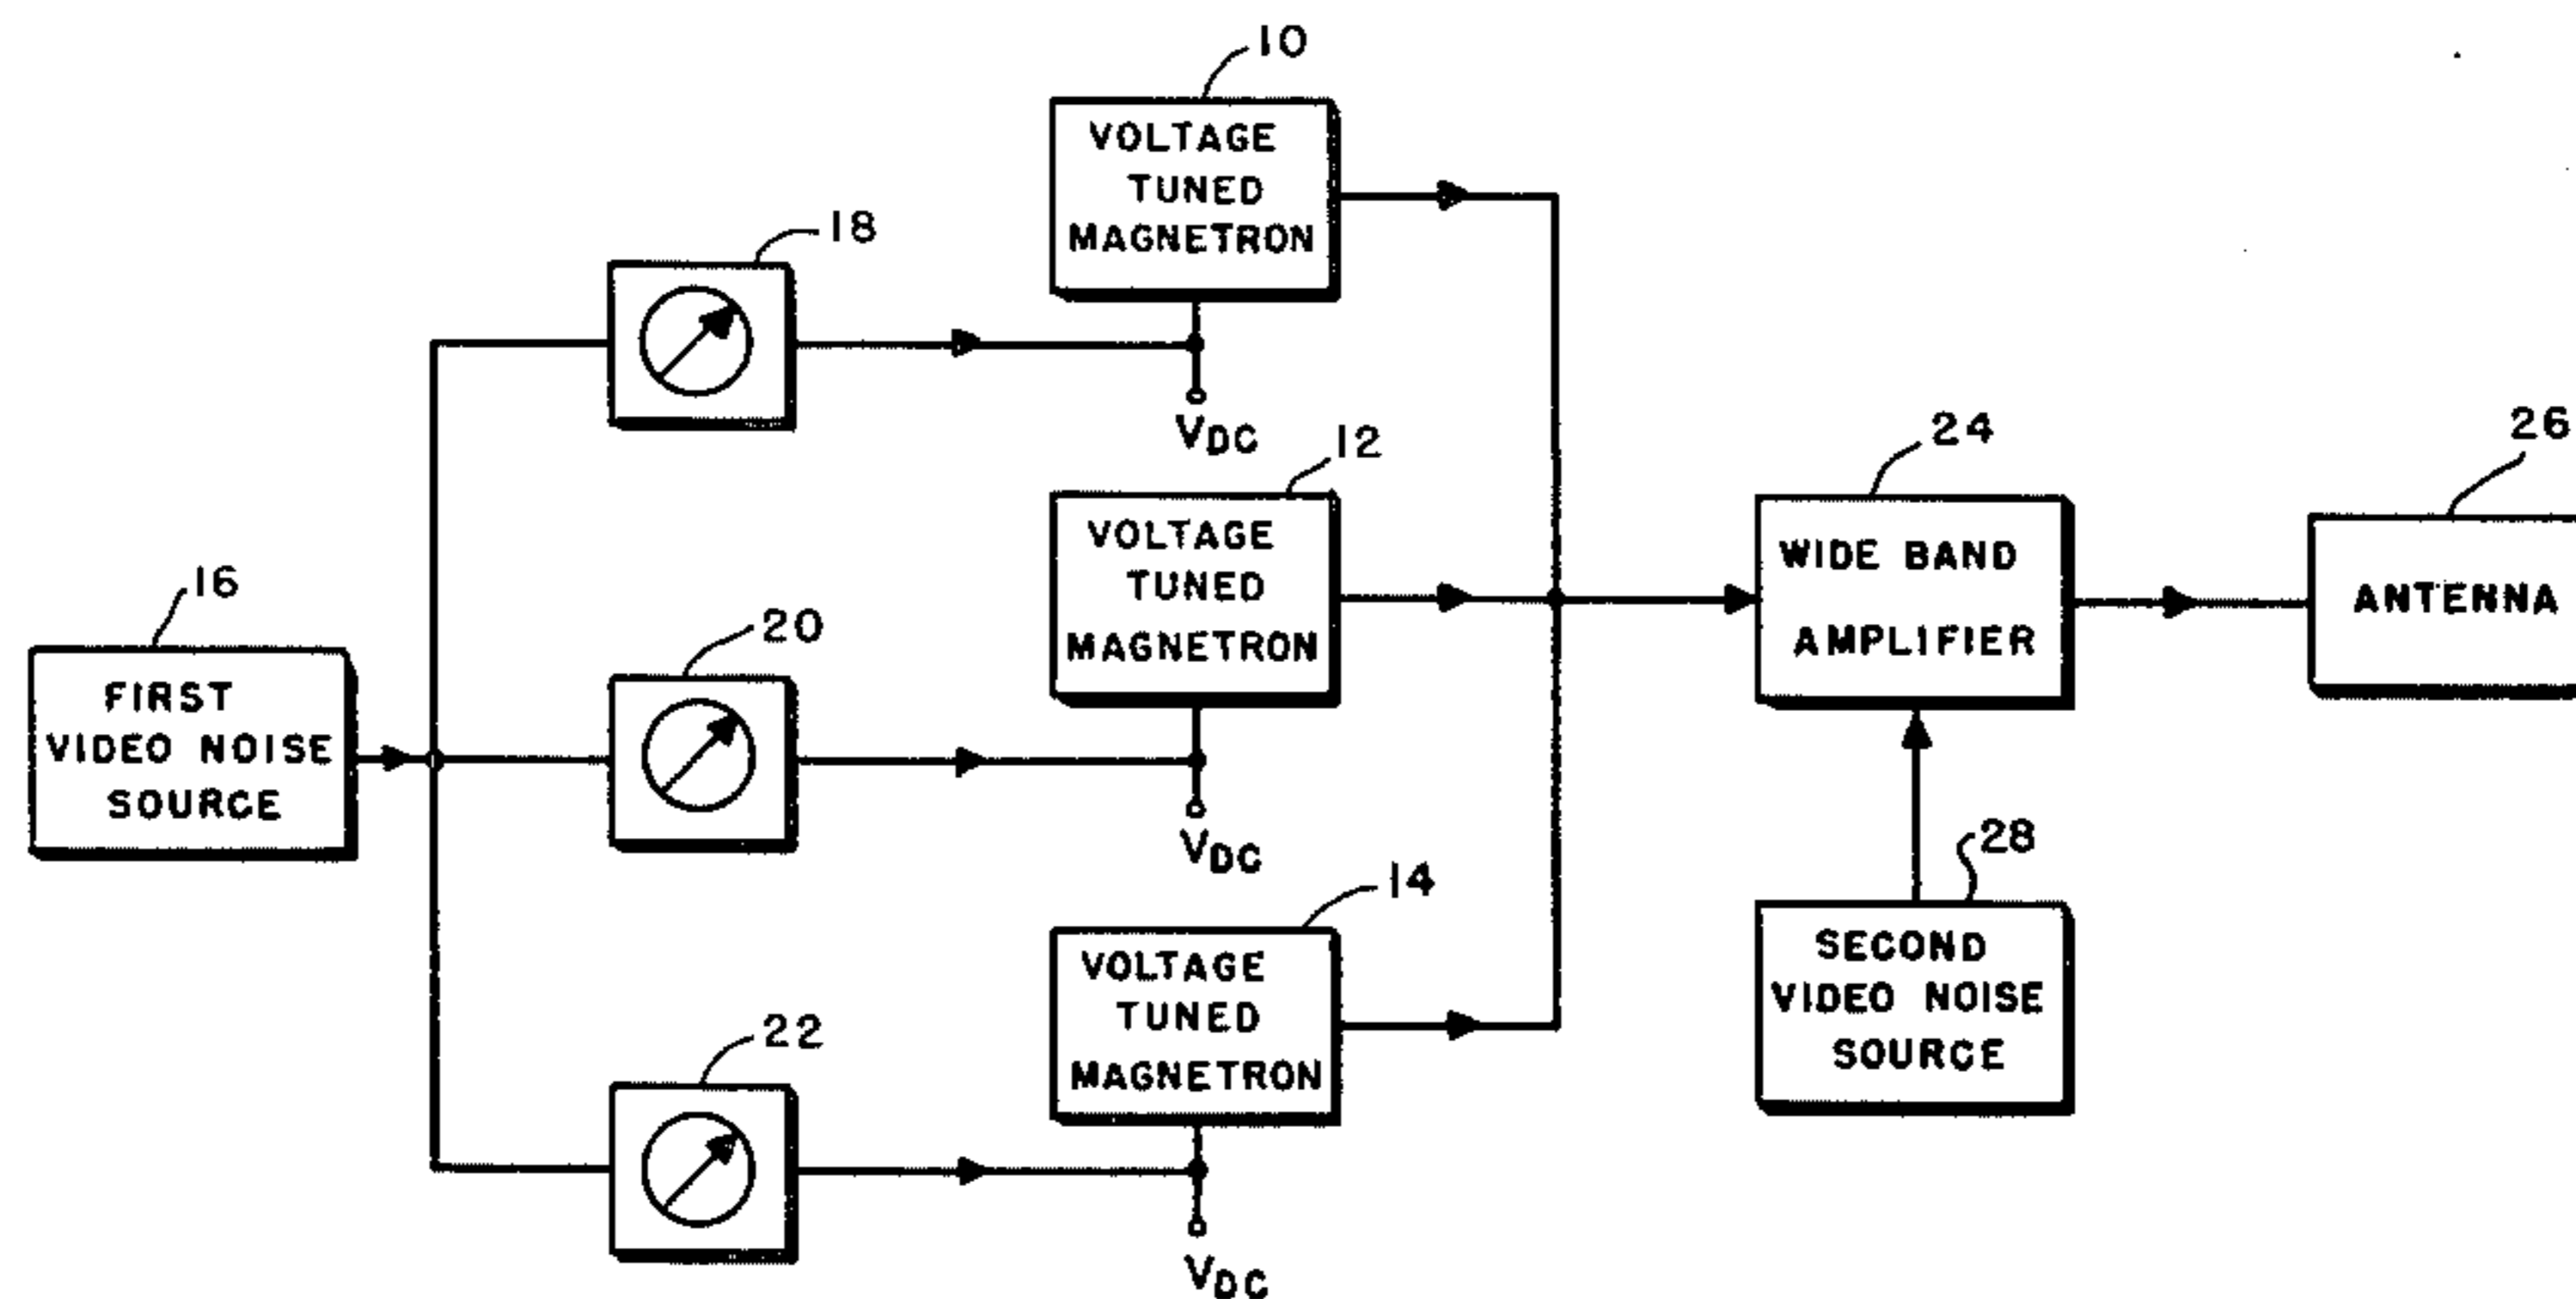 10
VOLTAGE
TUNED
MAGNETRON
18
VDC
12
VOLTAGE
TUNED
MAGNETRON
24
WIDE BAND
AMPLIFIER
26
ANTENNA
16
FIRST
VIDEO NOISE
SOURCE
20
VDC
14
VOLTAGE
TUNED
MAGNETRON
28
SECOND
VIDEO NOISE
SOURCE
22
VDC